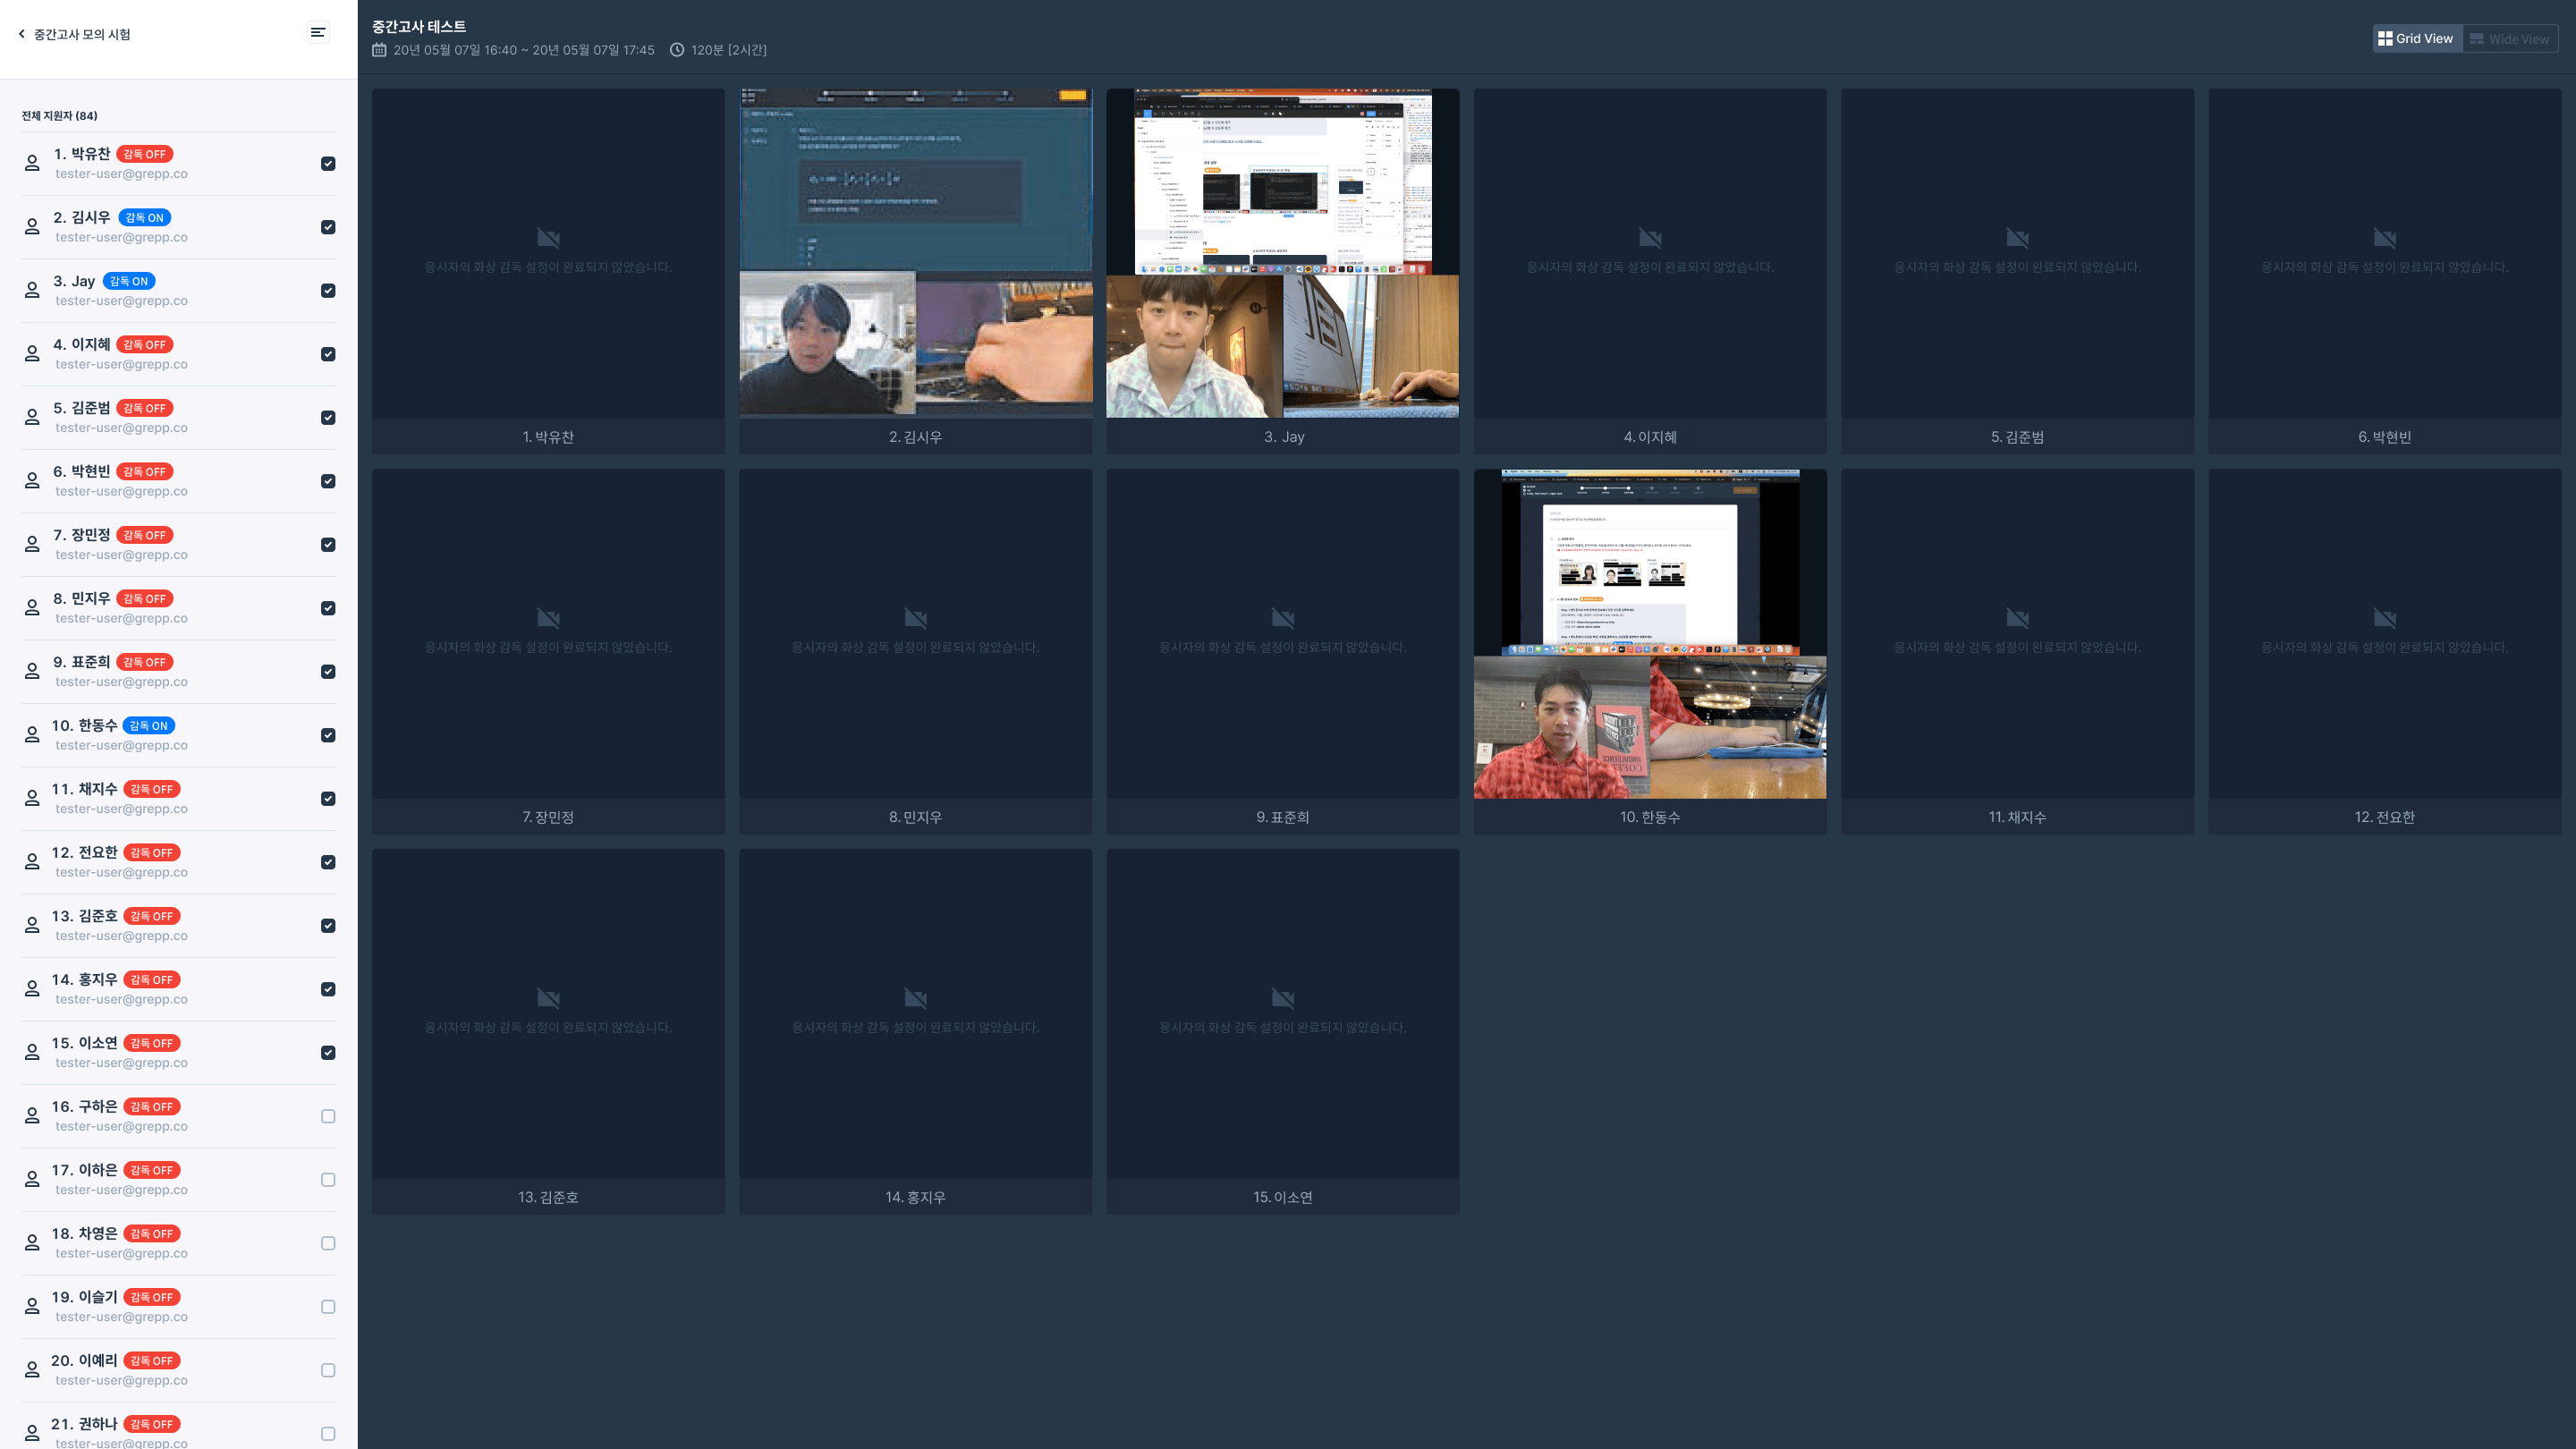 중간고사 모의 시험
전체 지원자 (84)
1. 박유찬 감독 OFF
tester-user@grepp.co
2. 김시우 감독 ON
tester-user@grepp.co
3. Jay 감독 ON
tester-user@grepp.co
4. 이지혜 감독 OFF
tester-user@grepp.co
5. 김준범 감독 OFF
tester-user@grepp.co
6. 박현빈 감독 OFF
tester-user@grepp.co
7. 장민정 감독 OFF
tester-user@grepp.co
8. 민지우 감독 OFF
tester-user@grepp.co
9. 표준희 감독 OFF
tester-user@grepp.co
10. 한동수 감독 ON
tester-user@grepp.co
11. 채지수 감독 OFF
tester-user@grepp.co
12. 전요한 감독 OFF
tester-user@grepp.co
13. 김준호 감독 OFF
tester-user@grepp.co
14. 홍지우 감독 OFF
tester-user@grepp.co
15. 이소연 감독 OFF
tester-user@grepp.co
16. 구하은 감독 OFF
tester-user@grepp.co
17. 이하은 감독 OFF
tester-user@grepp.co
18. 차영은 감독 OFF
tester-user@grepp.co
19. 이슬기 감독 OFF
tester-user@grepp.co
20. 이예리 감독 OFF
tester-user@grepp.co
21. 권하나 감독 OFF
tester-user@grepp.co
중간고사 테스트
20년 05월 07일 16:40 ~ 20년 05월 07일 17:45 120분 [2시간]
Grid View Wide View
응시자의 화상 감독 설정이 완료되지 않았습니다.
1. 박유찬
2. 김시우
3. Jay
응시자의 화상 감독 설정이 완료되지 않았습니다.
4. 이지혜
응시자의 화상 감독 설정이 완료되지 않았습니다.
5. 김준범
응시자의 화상 감독 설정이 완료되지 않았습니다.
6. 박현빈
응시자의 화상 감독 설정이 완료되지 않았습니다.
7. 장민정
응시자의 화상 감독 설정이 완료되지 않았습니다.
8. 민지우
응시자의 화상 감독 설정이 완료되지 않았습니다.
9. 표준희
10. 한동수
응시자의 화상 감독 설정이 완료되지 않았습니다.
11. 채지수
응시자의 화상 감독 설정이 완료되지 않았습니다.
12. 전요한
응시자의 화상 감독 설정이 완료되지 않았습니다.
13. 김준호
응시자의 화상 감독 설정이 완료되지 않았습니다.
14. 홍지우
응시자의 화상 감독 설정이 완료되지 않았습니다.
15. 이소연